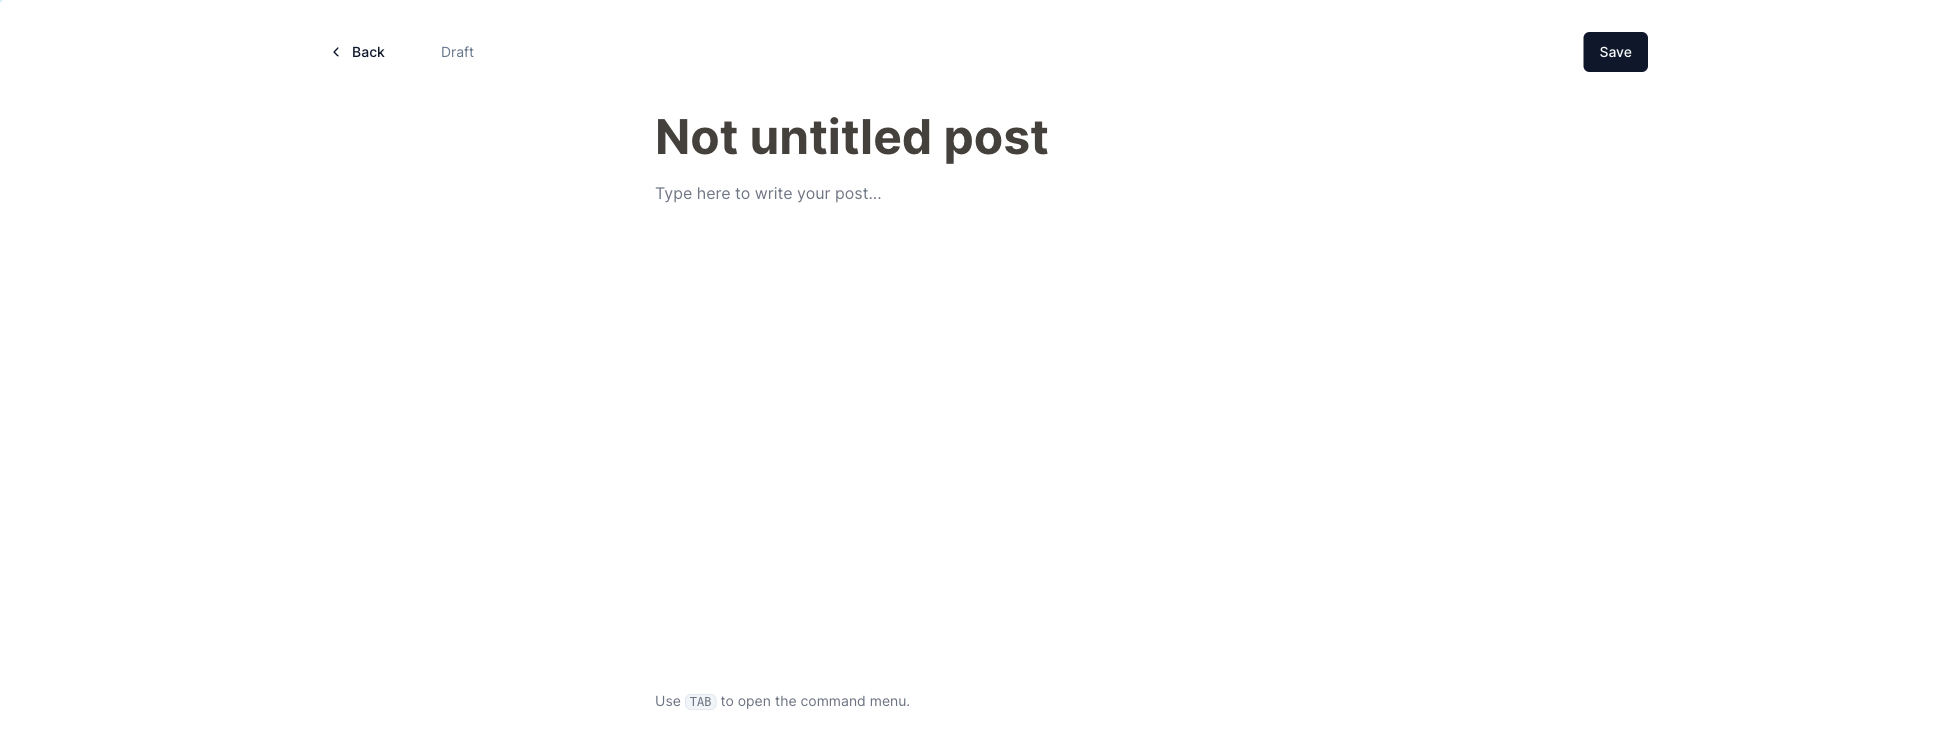 Back
Draft
Save
Not untitled post
Type here to write your post...
Use TAB to open the command menu.